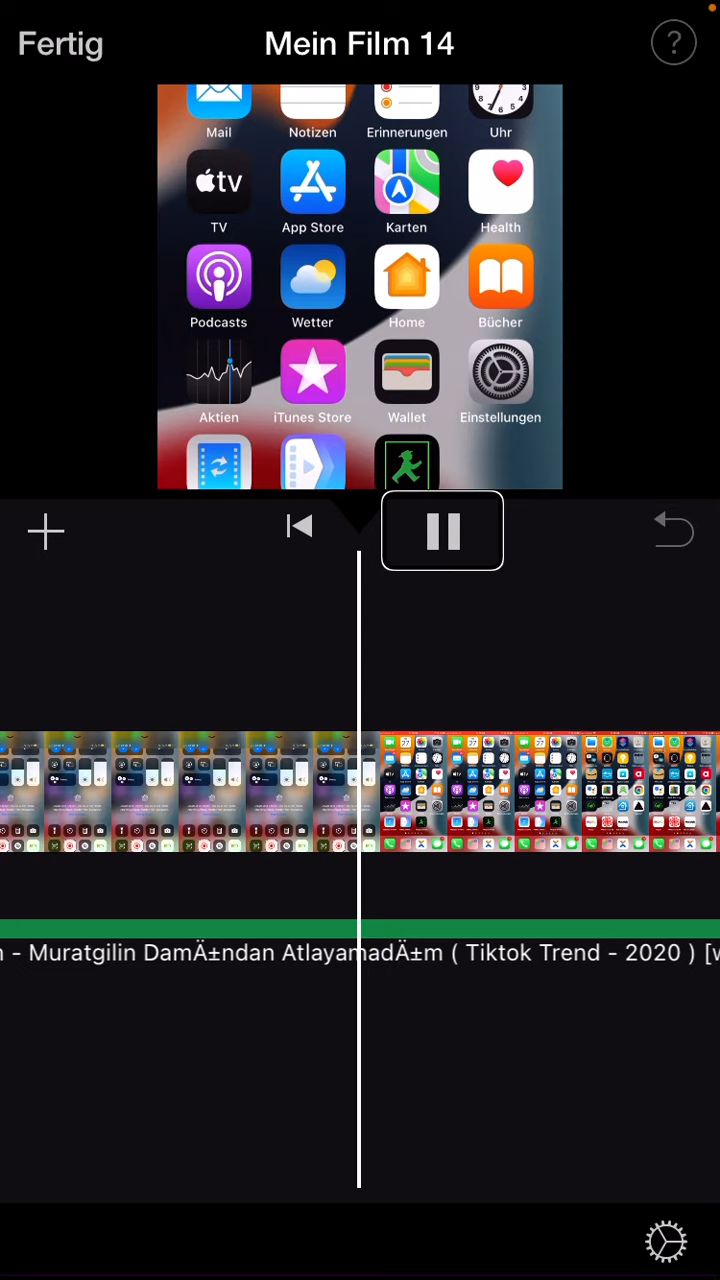 Fertig
Mein Film 14
?
Mail
Notizen
Erinnerungen
Uhr
tv
TV
App Store
Karten
Health
Podcasts
Wetter
Home
Bücher
Aktien
iTunes Store
Wallet
Einstellungen
- Muratgilin DamÄ±ndan AtlayamadÄ±m ( Tiktok Trend - 2020 ) [